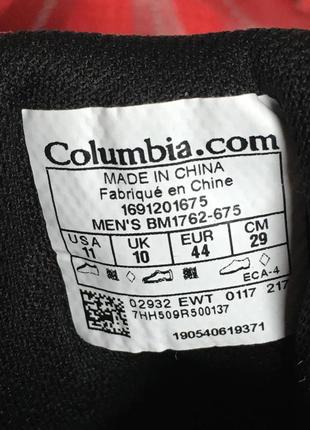 Columbia.com
MADE IN CHINA
Fabriqué en Chine
1691201675
MEN'S BM1762-675
USA UK EUR CM
11 10 44 29
ECA-4
02932 EWT 0117 217
7HH509R500137
190540619371